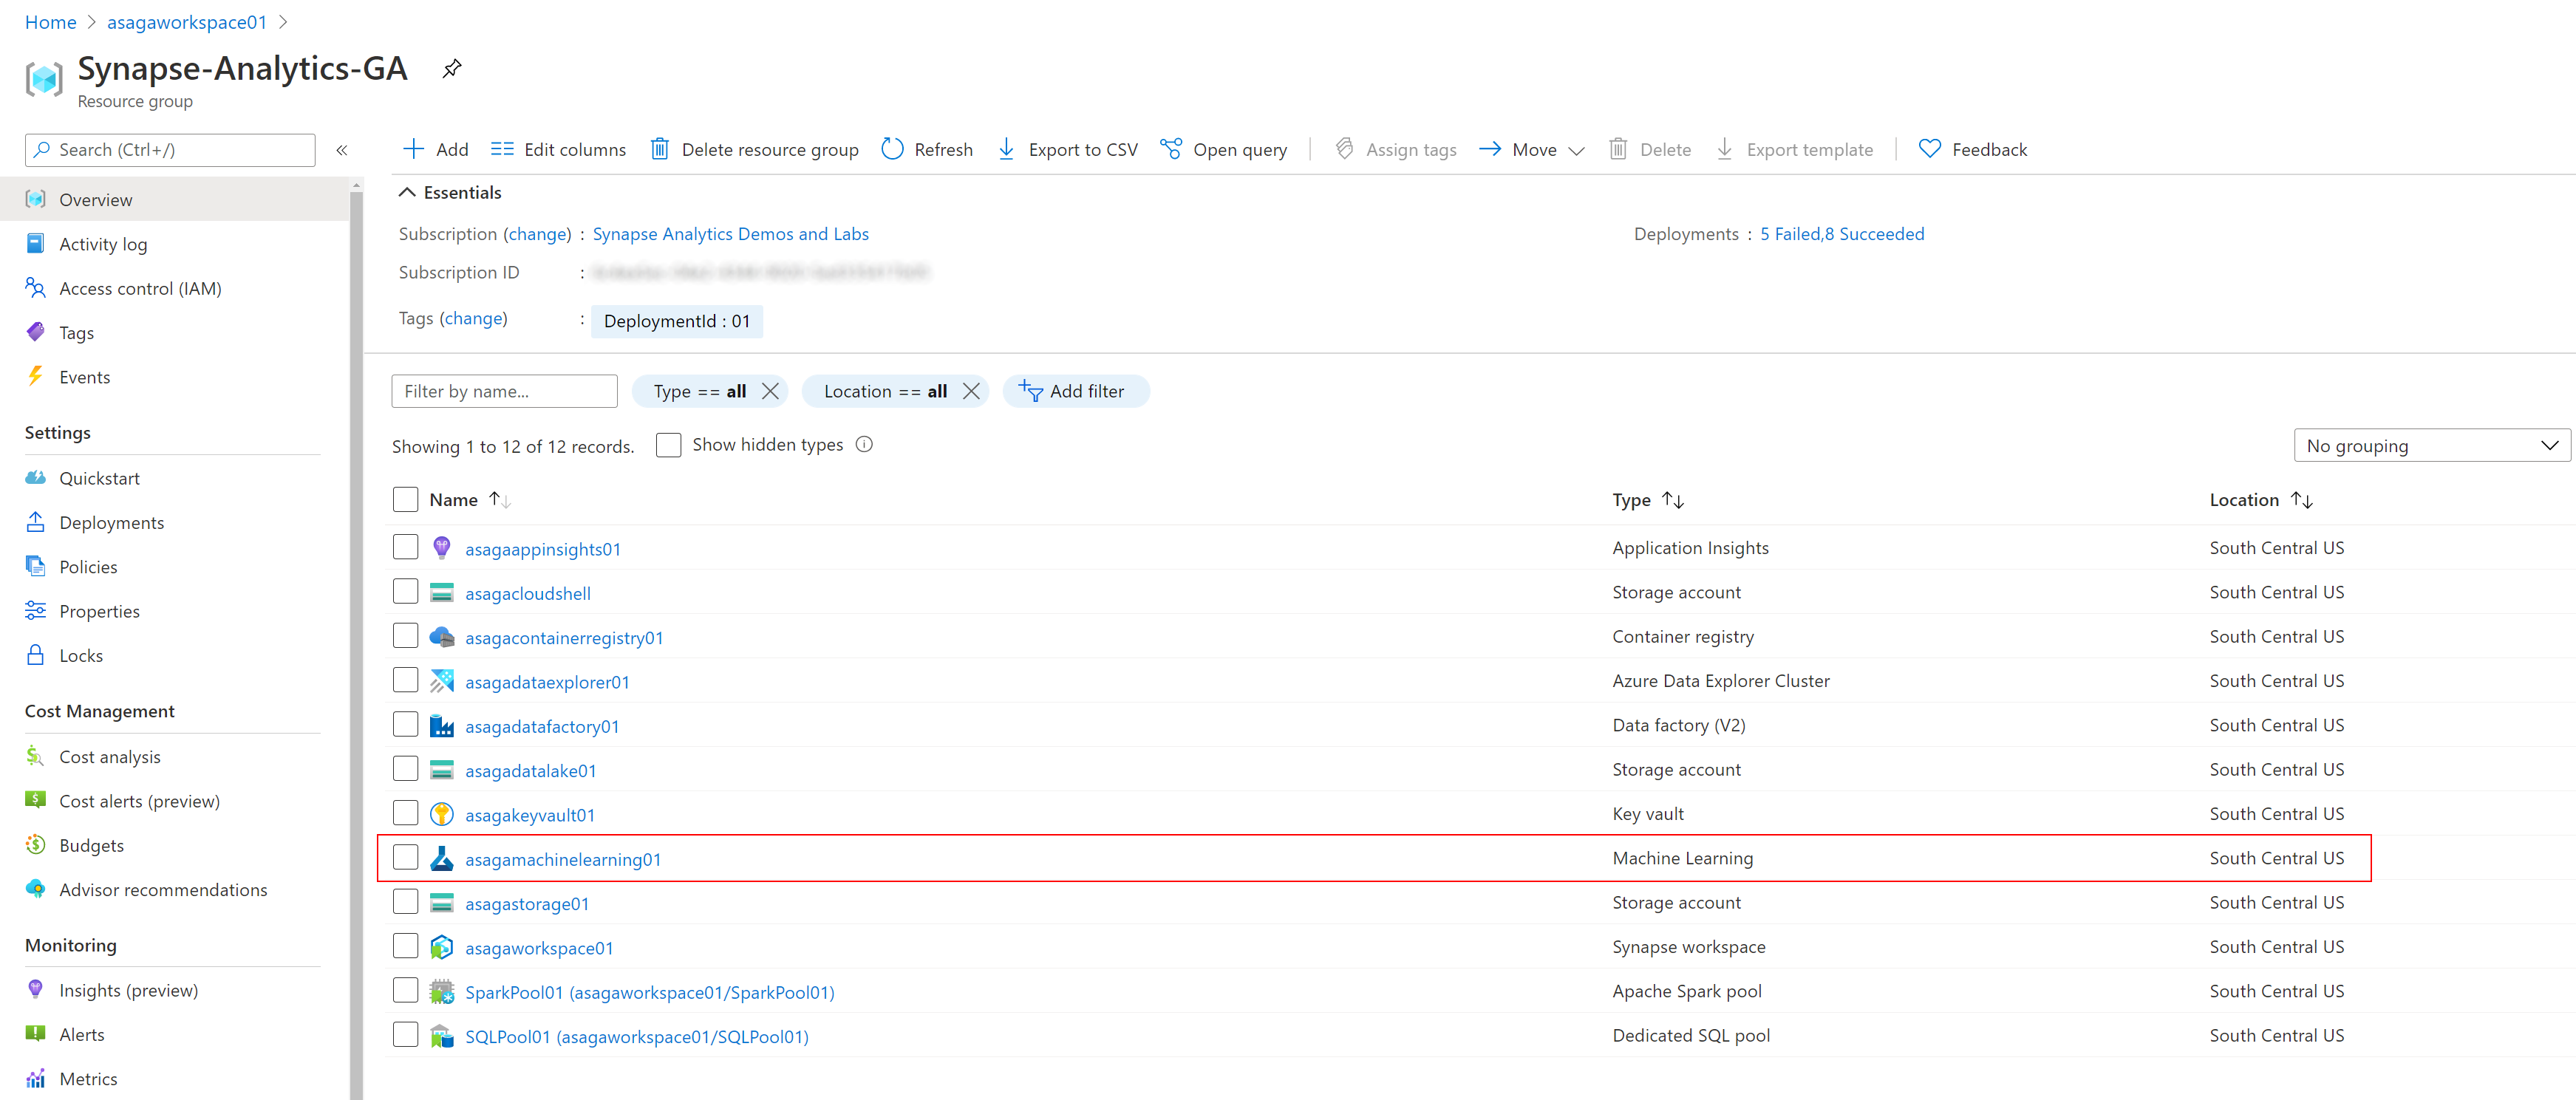 Home > asagaworkspace01 >
Synapse-Analytics-GA
Resource group
Search (Ctrl+/)
«
Add
Edit columns
Delete resource group
Refresh
Export to CSV
Open query
Assign tags
Move
Delete
Export template
Feedback
Overview
Activity log
Access control (IAM)
Tags
Events
Settings
Quickstart
Deployments
Policies
Properties
Locks
Cost Management
Cost analysis
Cost alerts (preview)
Budgets
Advisor recommendations
Monitoring
Insights (preview)
Alerts
Metrics
Essentials
Subscription (change) : Synapse Analytics Demos and Labs
Deployments : 5 Failed,8 Succeeded
Subscription ID :
Tags (change) : DeploymentId : 01
Filter by name...
Type == all
Location == all
Add filter
Showing 1 to 12 of 12 records.
Show hidden types
No grouping
Name Type Location
asagaappinsights01 Application Insights South Central US
asagacloudshell Storage account South Central US
asagacontainerregistry01 Container registry South Central US
asagadataexplorer01 Azure Data Explorer Cluster South Central US
asagadatafactory01 Data factory (V2) South Central US
asagadatalake01 Storage account South Central US
asagakeyvault01 Key vault South Central US
asagamachinelearning01 Machine Learning South Central US
asagastorage01 Storage account South Central US
asagaworkspace01 Synapse workspace South Central US
SparkPool01 (asagaworkspace01/SparkPool01) Apache Spark pool South Central US
SQLPool01 (asagaworkspace01/SQLPool01) Dedicated SQL pool South Central US